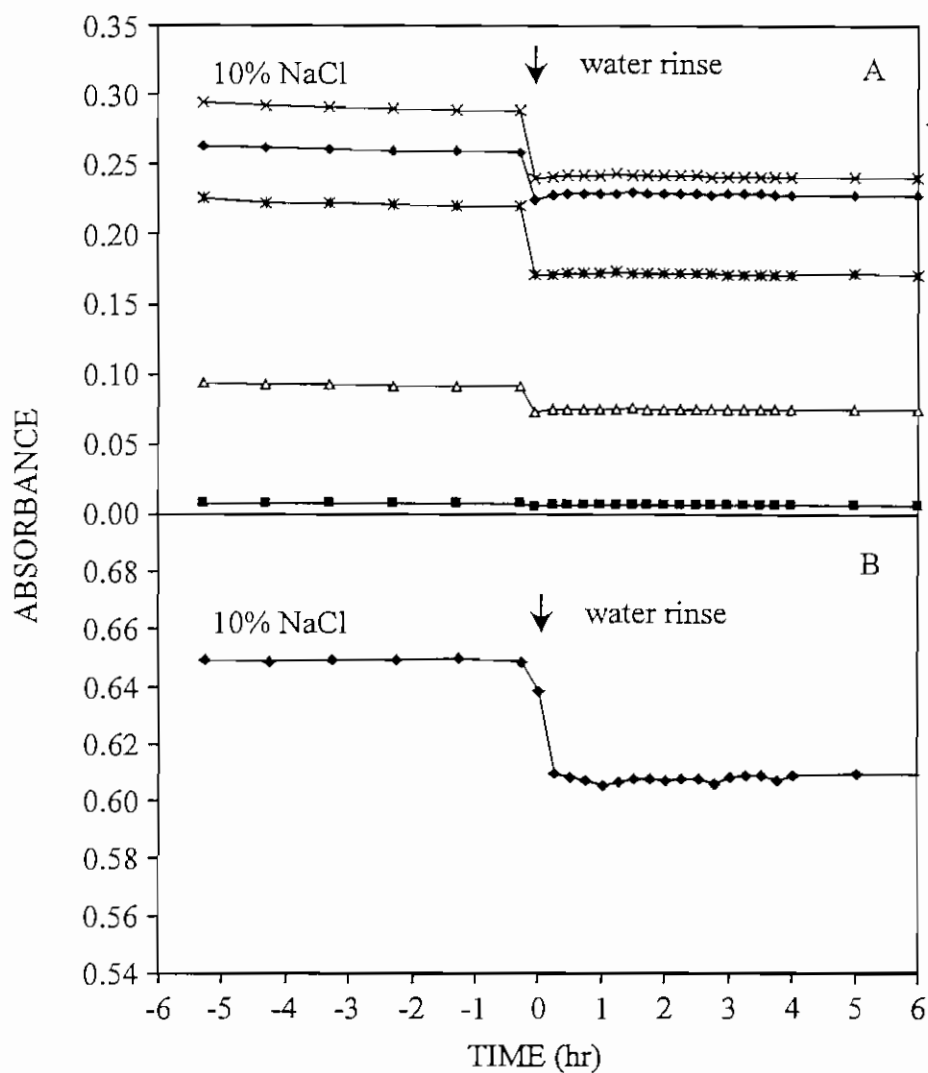 0.35
10% NaCl
water rinse
A
0.30
0.25
0.20
0.15
0.10
0.05
0.00
ABSORBANCE
0.68
B
10% NaCl
water rinse
0.66
0.64
0.62
0.60
0.58
0.56
0.54
-6 -5 -4 -3 -2 -1 0 1 2 3 4 5 6
TIME (hr)